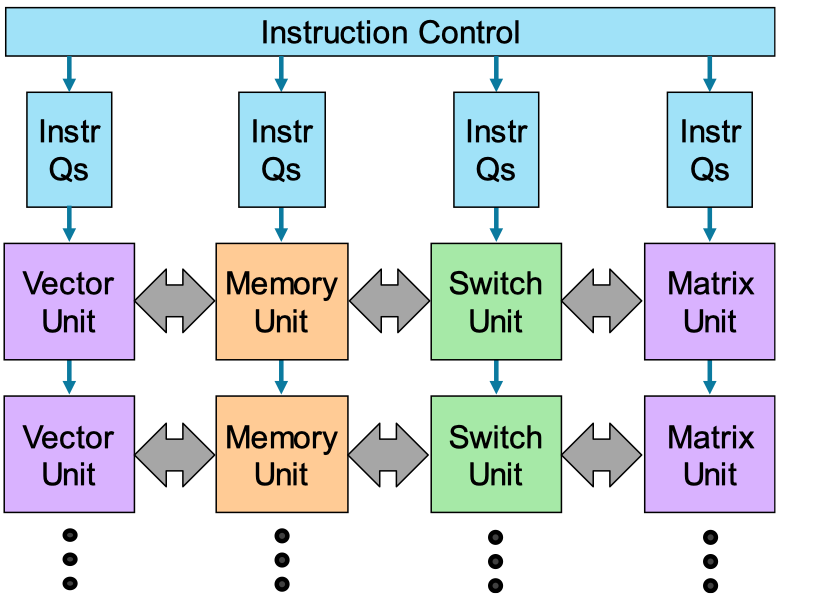 Instruction Control
Instr
Qs
Instr
Qs
Instr
Qs
Instr
Qs
Vector
Unit
Memory
Unit
Switch
Unit
Matrix
Unit
Vector
Unit
Memory
Unit
Switch
Unit
Matrix
Unit